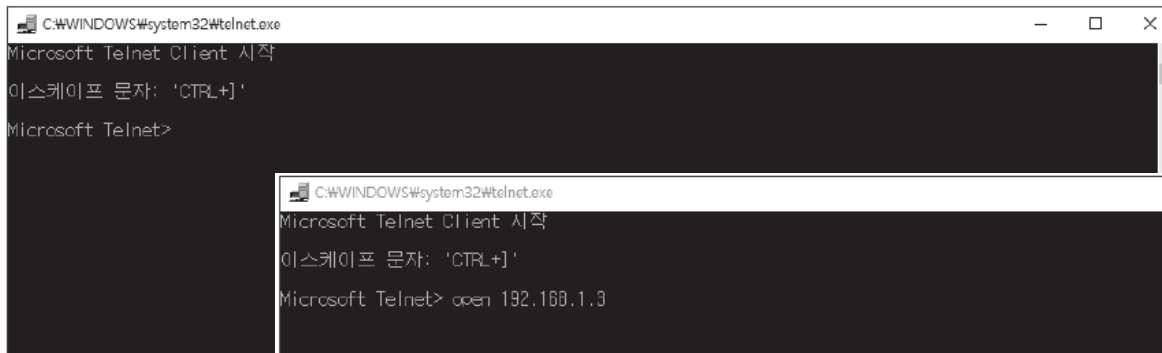 C:₩WINDOWS₩system32₩telnet.exe
Microsoft Telnet Client 시작
이스케이프 문자: 'CTRL+]'
Microsoft Telnet>
C:₩WINDOWS₩system32₩telnet.exe
Microsoft Telnet Client 시작
이스케이프 문자: 'CTRL+]'
Microsoft Telnet> open 192.168.1.3